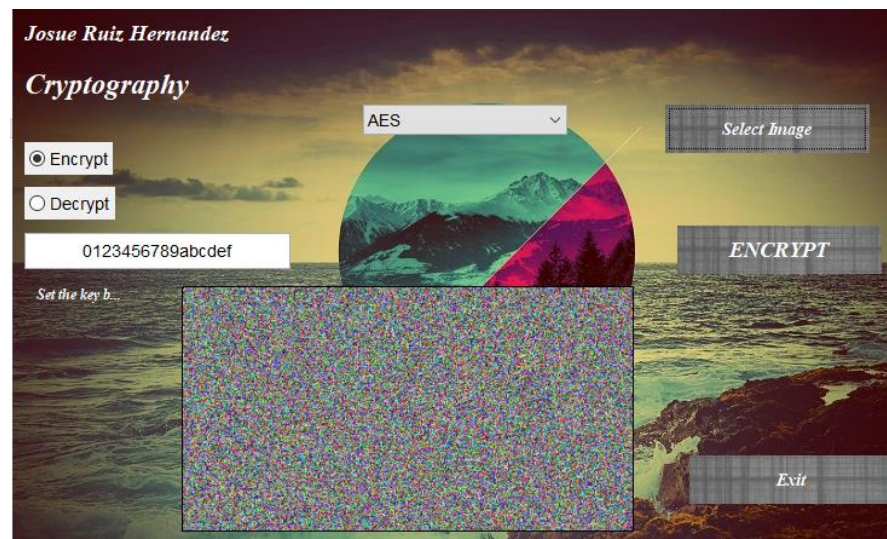 Josue Ruiz Hernandez
Cryptography
AES
Select Image
Encrypt
Decrypt
0123456789abcdef
ENCRYPT
Set the key b...
Exit